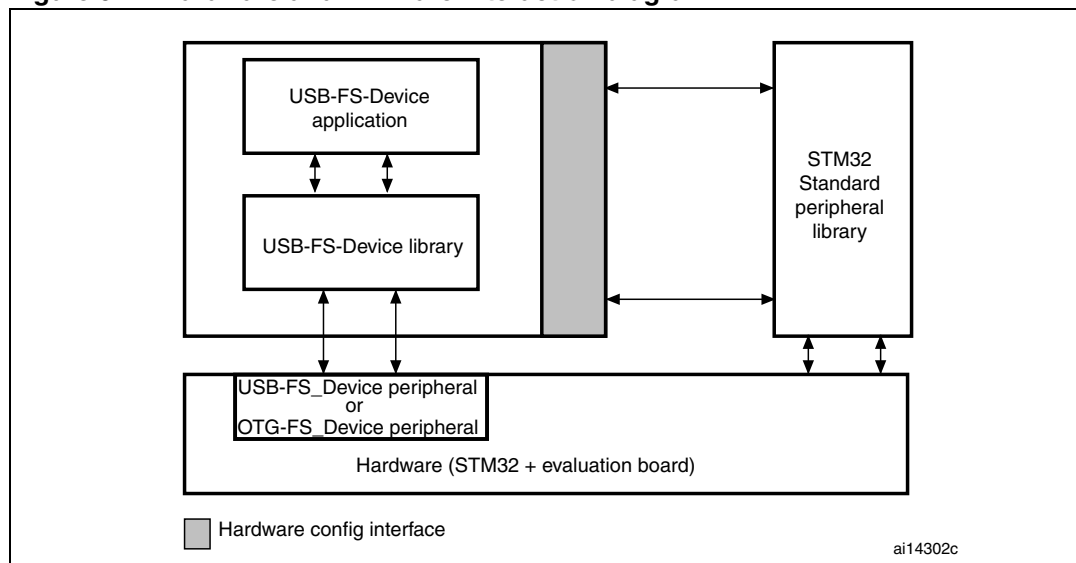 USB-FS-Device
application
USB-FS-Device library
STM32
Standard
peripheral
library
USB-FS_Device peripheral
or
OTG-FS_Device peripheral
Hardware (STM32 + evaluation board)
Hardware config interface
ai14302c